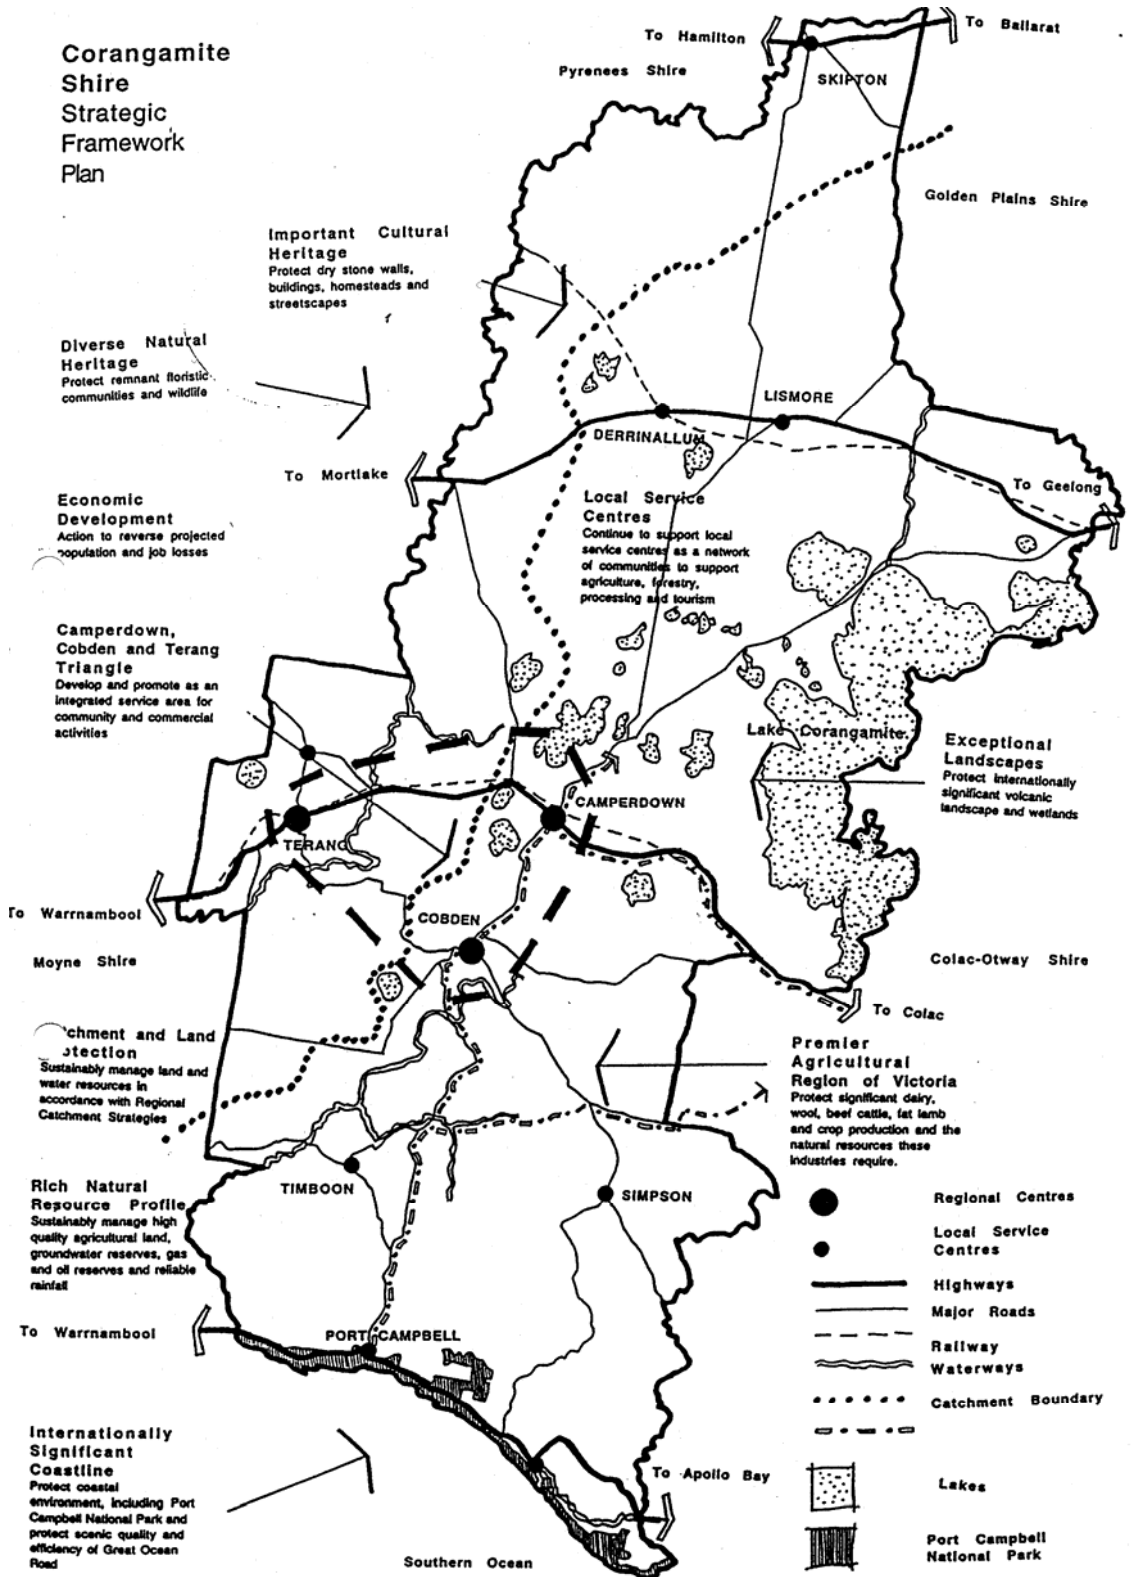 Corangamite
Shire
Strategic
Framework
Plan
To Hamilton
To Ballarat
Pyrenees Shire
SKIPTON
Golden Plains Shire
Important Cultural
Heritage
Protect dry stone walls,
buildings, homesteads and
streetscapes
Diverse Natural
Heritage
Protect remnant floristic
communities and wildlife
LISMORE
DERRINALLUM
To Mortlake
To Geelong
Economic
Development
Action to reverse projected
population and job losses
Local Service
Centres
Continue to support local
service centres as a network
of communities to support
agriculture, forestry,
processing and tourism
Camperdown,
Cobden and Terang
Triangle
Develop and promote as an
integrated service area for
community and commercial
activities
Lake Corangamite
Exceptional
Landscapes
Protect internationally
significant volcanic
landscape and wetlands
CAMPERDOWN
TERANG
To Warrnambool
COBDEN
Moyne Shire
Colac-Otway Shire
To Colac
chment and Land
otection
Sustainably manage land and
water resources in
accordance with Regional
Catchment Strategies
Premier
Agricultural
Region of Victoria
Protect significant dairy,
wool, beef cattle, fat lamb
and crop production and the
natural resources these
industries require.
TIMBOON
SIMPSON
Rich Natural
Resource Profile
Sustainably manage high
quality agricultural land,
groundwater reserves, gas
and oil reserves and reliable
rainfall
Regional Centres
Local Service
Centres
Highways
Major Roads
Railway
Waterways
Catchment Boundary
Lakes
Port Campbell
National Park
To Warrnambool
PORT CAMPBELL
Internationally
Significant
Coastline
Protect coastal
environment, including Port
Campbell National Park and
protect scenic quality and
efficiency of Great Ocean
Road
To Apollo Bay
Southern Ocean